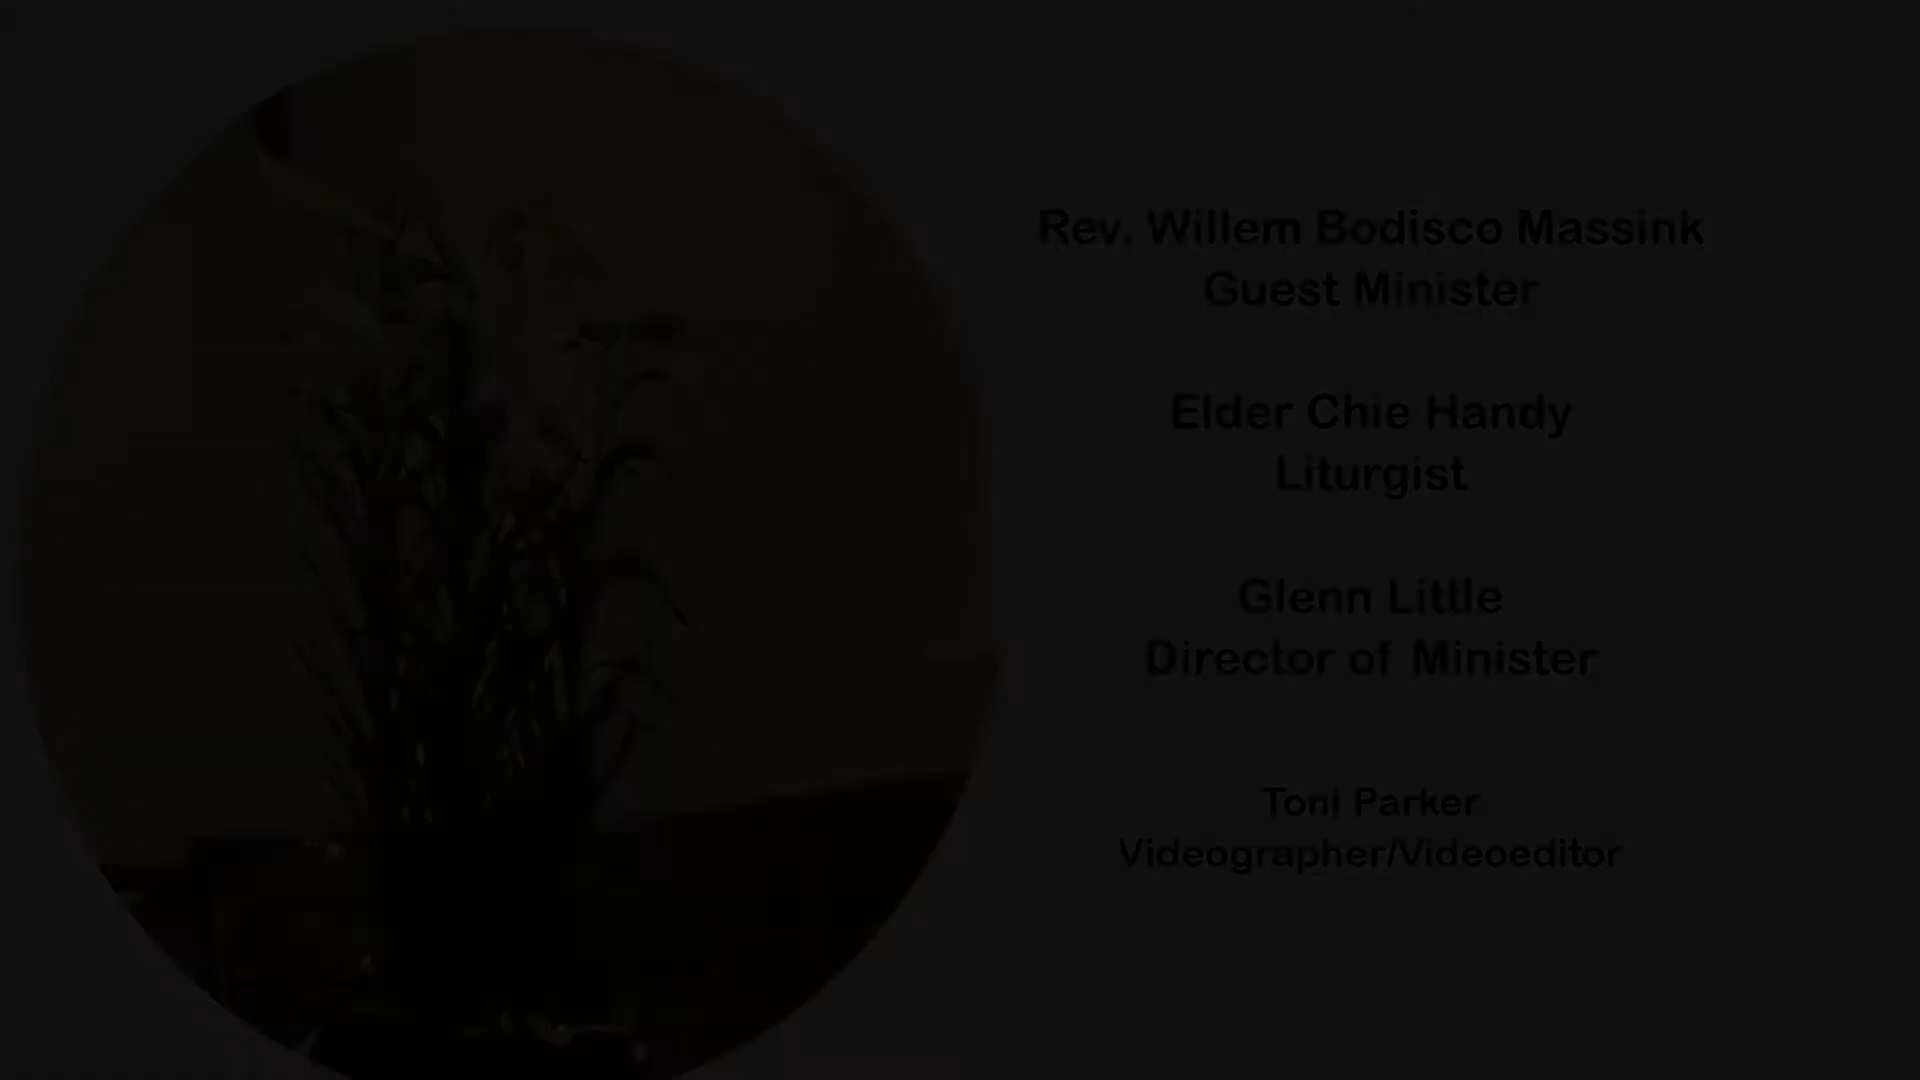 Rev. Willem Bodisco Massink
Guest Minister
Elder Chie Handy
Liturgist
Glenn Little
Director of Minister
Toni Parker
Videographer/Videoeditor